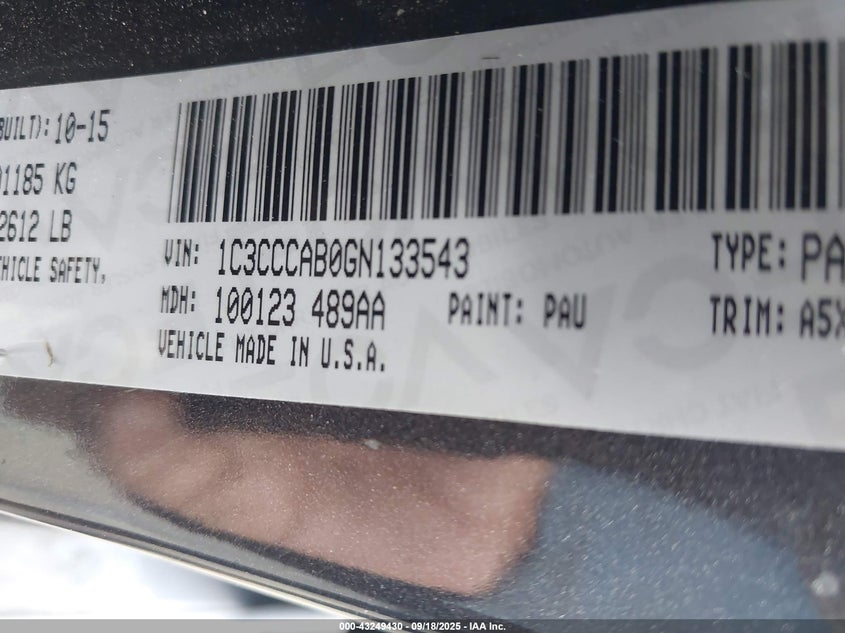 BUILT): 10-15
1185 KG
2612 LB
EHICLE SAFETY,
VIN: 1C3CCCAB0GN133543
TYPE: PA
MDH: 100123 489AA
PAINT: PAU
TRIM: A5X
VEHICLE MADE IN U.S.A.
000-43249430 - 09/18/2025 - IAA Inc.